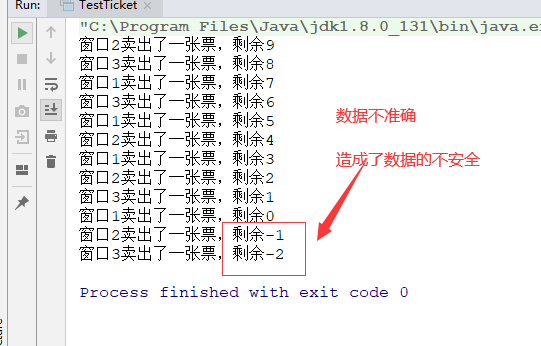 Run: TestTicket ×
"C:\Program Files\Java\jdk1.8.0_131\bin\java.e
窗口2卖出了一张票，剩余9
窗口3卖出了一张票，剩余8
窗口1卖出了一张票，剩余7
窗口3卖出了一张票，剩余6
窗口1卖出了一张票，剩余5
数据不准确
窗口2卖出了一张票，剩余4
窗口1卖出了一张票，剩余3
造成了数据的不安全
窗口2卖出了一张票，剩余2
窗口3卖出了一张票，剩余1
窗口1卖出了一张票，剩余0
窗口2卖出了一张票，剩余-1
窗口3卖出了一张票，剩余-2
Process finished with exit code 0